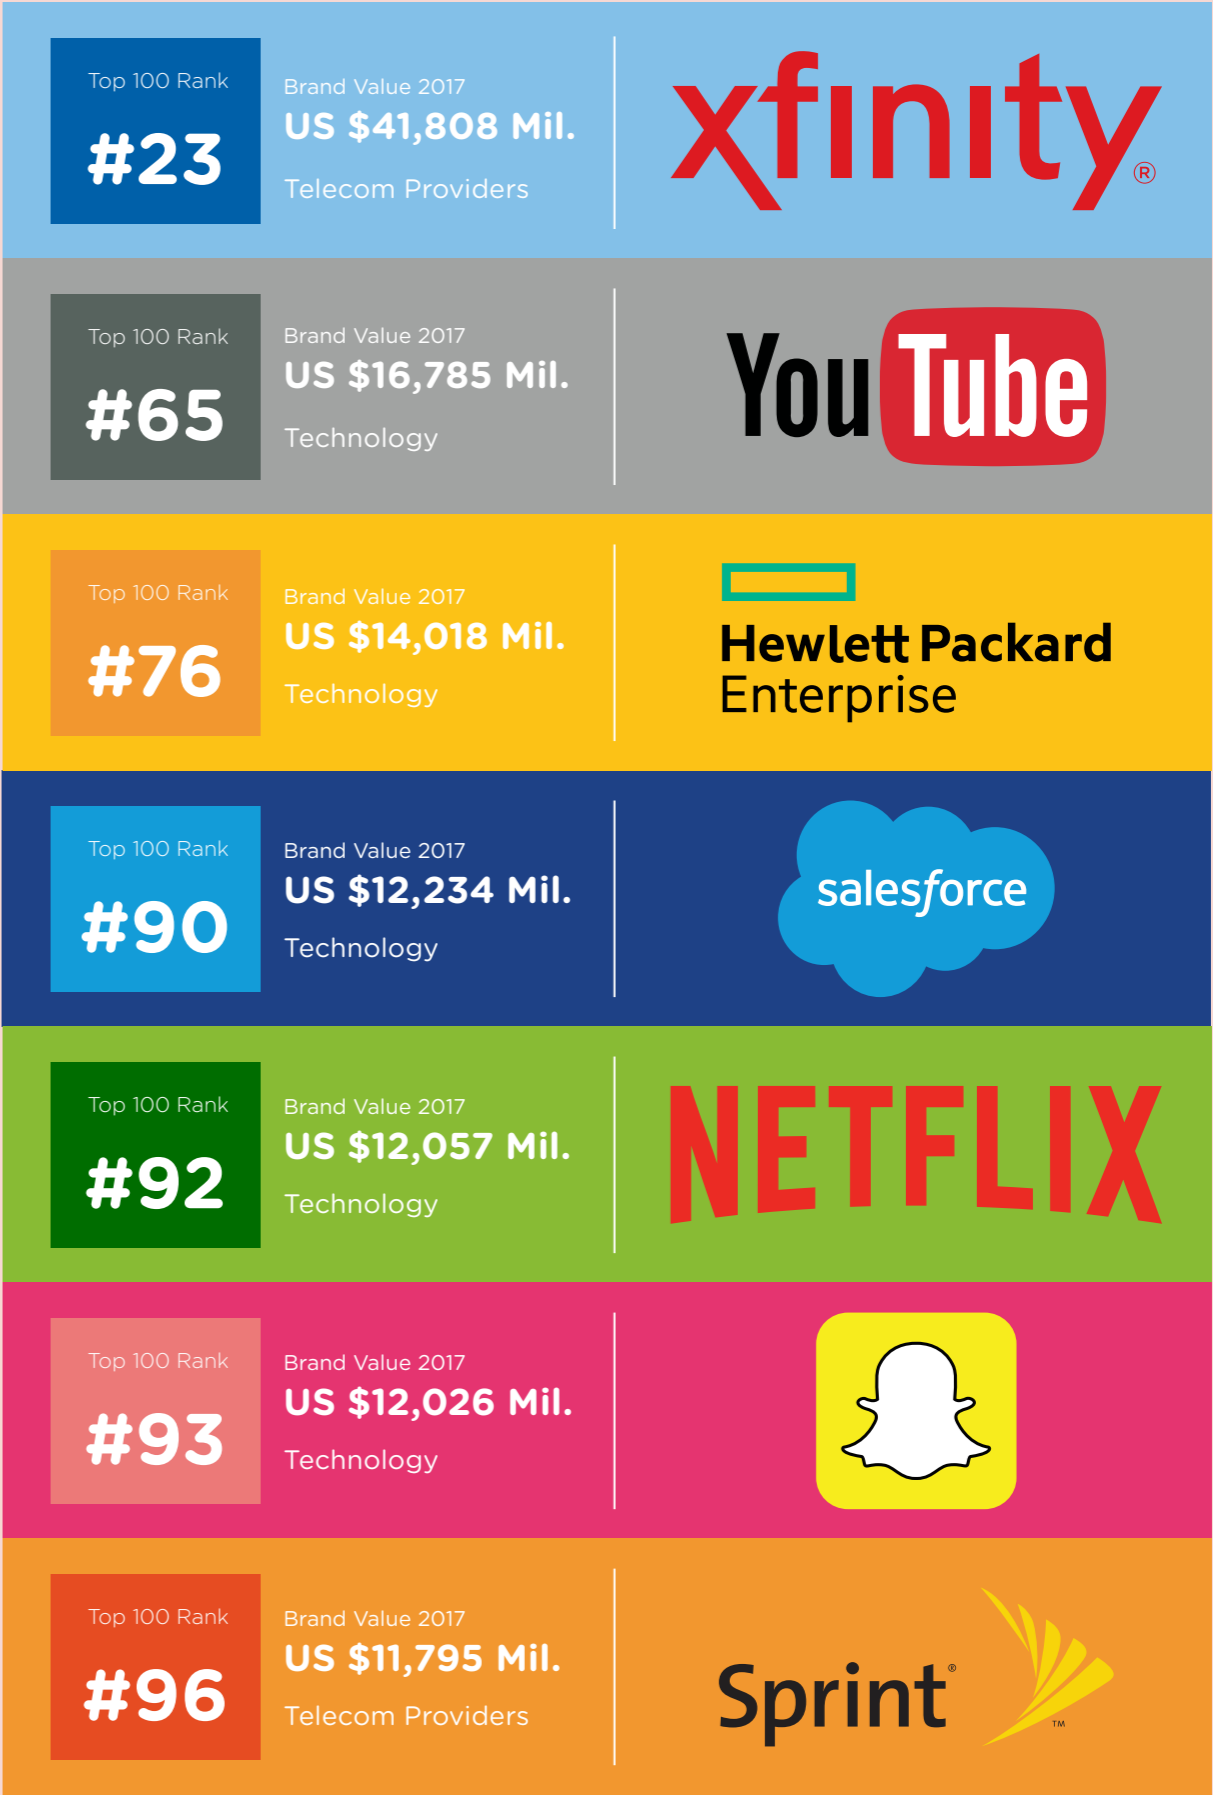 Top 100 Rank
#23
Brand Value 2017
US $41,808 Mil.
Telecom Providers
xfinity®
Top 100 Rank
#65
Brand Value 2017
US $16,785 Mil.
Technology
YouTube
Top 100 Rank
#76
Brand Value 2017
US $14,018 Mil.
Technology
Hewlett Packard
Enterprise
Top 100 Rank
#90
Brand Value 2017
US $12,234 Mil.
Technology
salesforce
Top 100 Rank
#92
Brand Value 2017
US $12,057 Mil.
Technology
NETFLIX
Top 100 Rank
#93
Brand Value 2017
US $12,026 Mil.
Technology
Top 100 Rank
#96
Brand Value 2017
US $11,795 Mil.
Telecom Providers
Sprint® ™